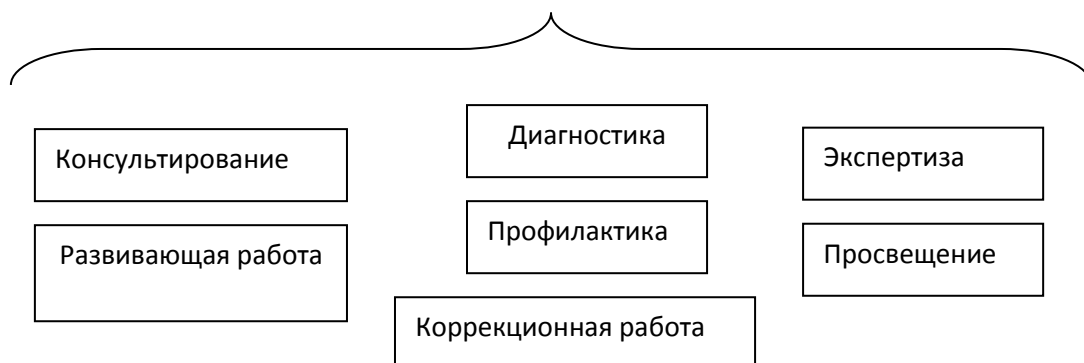 Консультирование
Развивающая работа
Диагностика
Профилактика
Коррекционная работа
Экспертиза
Просвещение